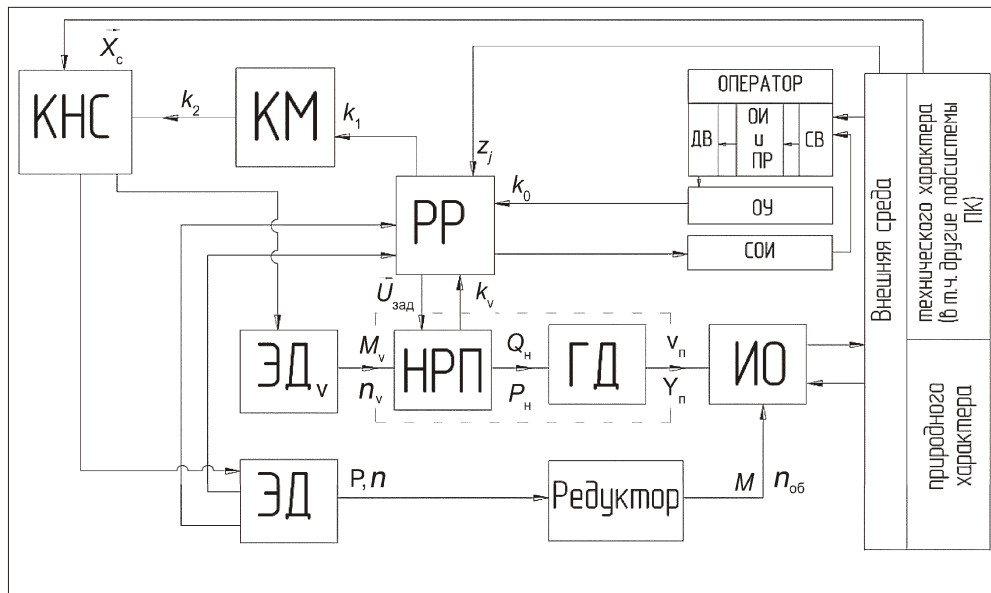 X⃗с
КНС
k2
КМ
k1
zj
ОПЕРАТОР
ДВ
ОИ
и
ПР
СВ
k0
ОУ
РР
СОИ
U⃗зад
kv
ЭДv
Mv
nv
НРП
Qн
Pн
ГД
vп
Yп
ИО
ЭД
P, n
Редуктор
M
nоб
Внешняя среда
технического характера
(в т.ч. другие подсистемы
ПК)
природного
характера